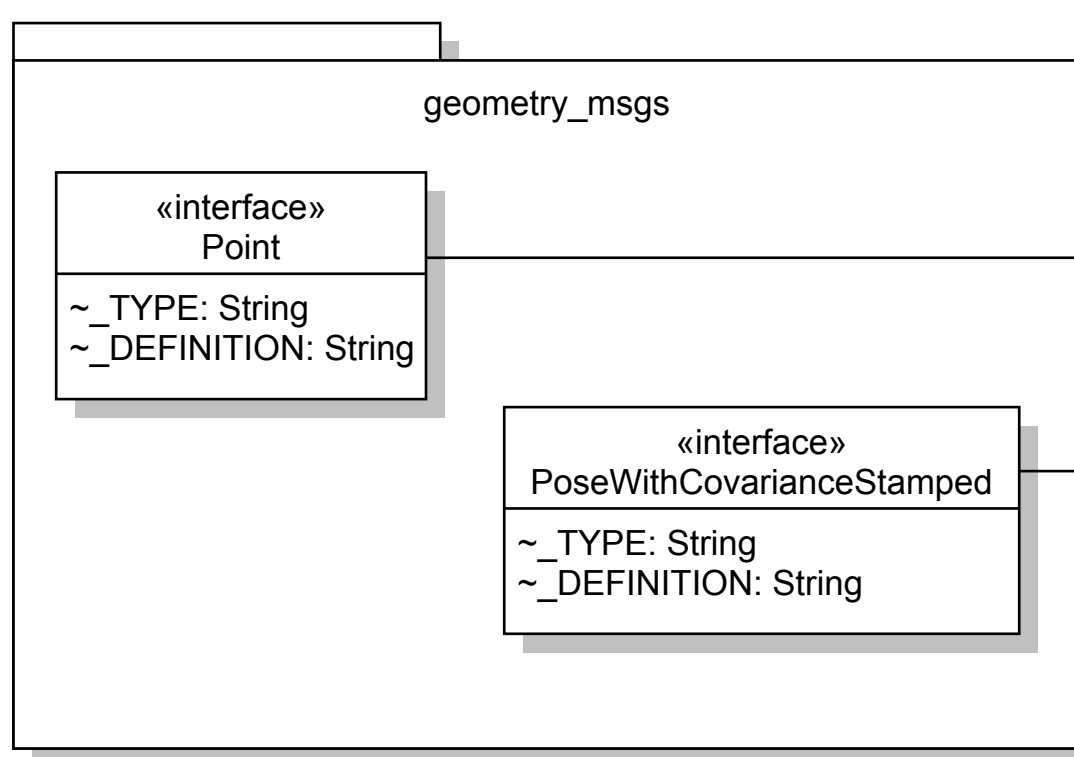 geometry_msgs
«interface»
Point
~_TYPE: String
~_DEFINITION: String
«interface»
PoseWithCovarianceStamped
~_TYPE: String
~_DEFINITION: String